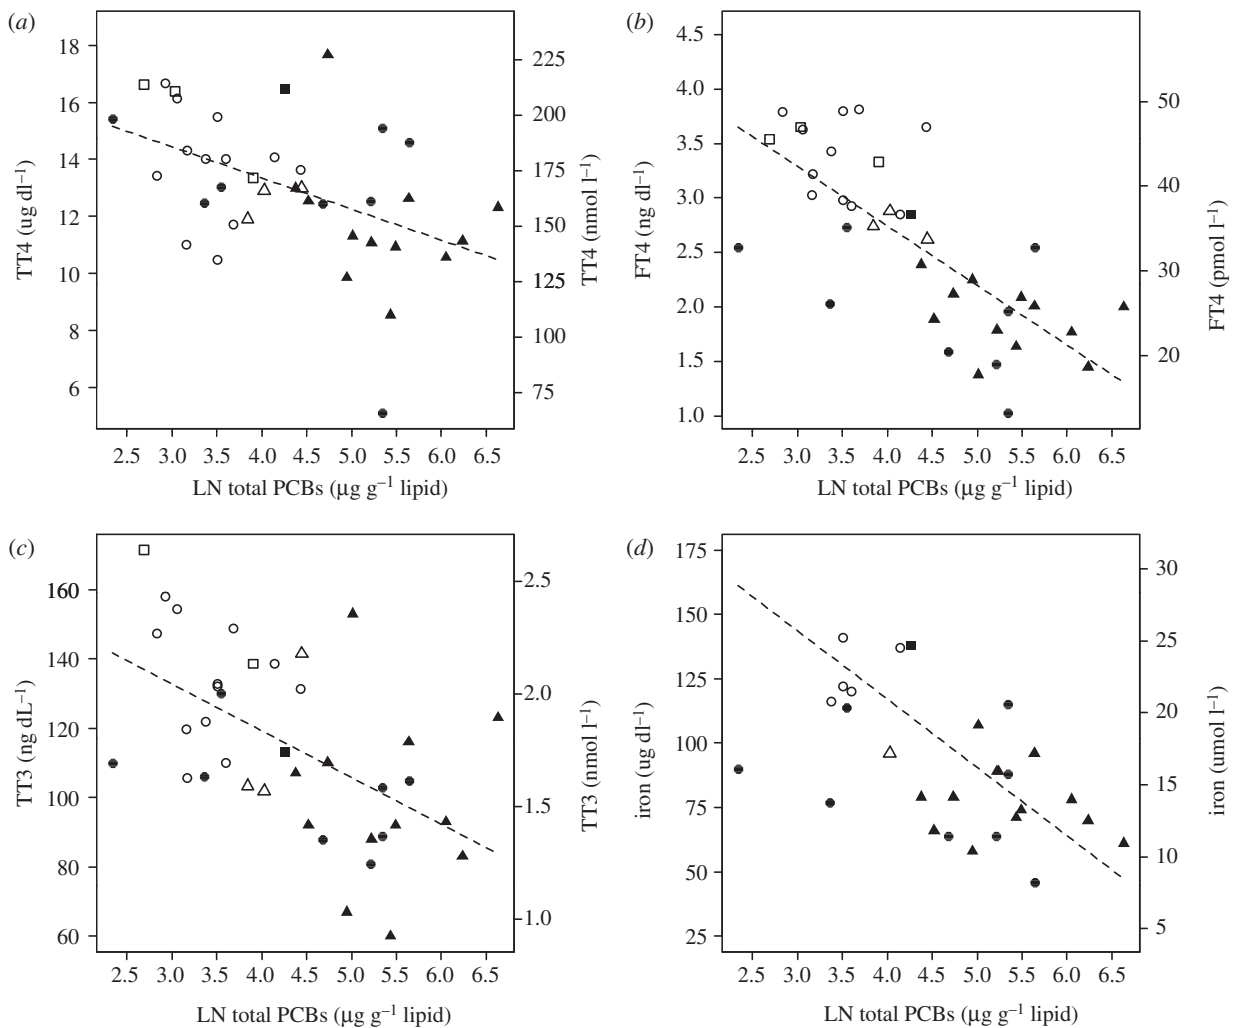 (a)
18
16
14
12
10
8
6
TT4 (ug dl⁻¹)
225
200
175
150
125
100
75
TT4 (nmol l⁻¹)
2.5 3.0 3.5 4.0 4.5 5.0 5.5 6.0 6.5
LN total PCBs (µg g⁻¹ lipid)
(b)
4.5
4.0
3.5
3.0
2.5
2.0
1.5
1.0
FT4 (ng dl⁻¹)
50
40
30
20
FT4 (pmol l⁻¹)
2.5 3.0 3.5 4.0 4.5 5.0 5.5 6.0 6.5
LN total PCBs (µg g⁻¹ lipid)
(c)
160
140
120
100
80
60
TT3 (ng dL⁻¹)
2.5
2.0
1.5
1.0
TT3 (nmol l⁻¹)
2.5 3.0 3.5 4.0 4.5 5.0 5.5 6.0 6.5
LN total PCBs (µg g⁻¹ lipid)
(d)
175
150
125
100
75
50
25
iron (ug dl⁻¹)
30
25
20
15
10
5
iron (umol l⁻¹)
2.5 3.0 3.5 4.0 4.5 5.0 5.5 6.0 6.5
LN total PCBs (µg g⁻¹ lipid)